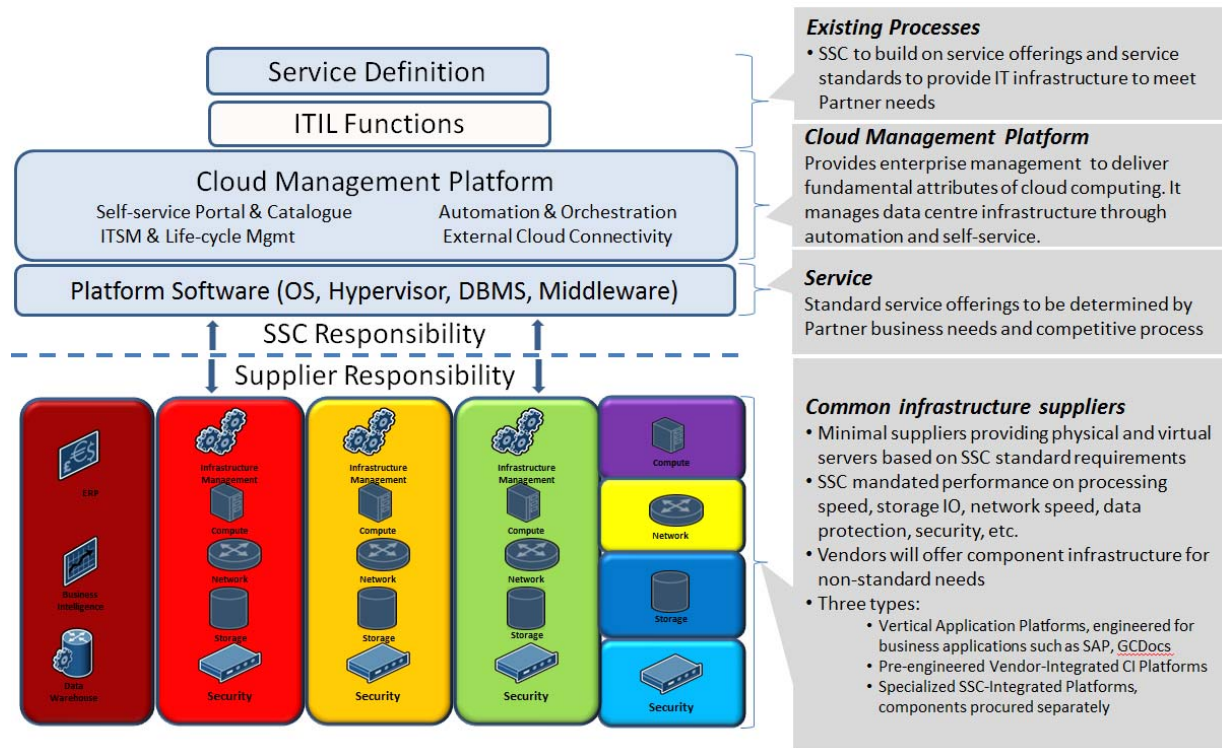 Service Definition
ITIL Functions
Cloud Management Platform
Self-service Portal & Catalogue
Automation & Orchestration
ITSM & Life-cycle Mgmt
External Cloud Connectivity
Platform Software (OS, Hypervisor, DBMS, Middleware)
SSC Responsibility
Supplier Responsibility
ERP
Business
Intelligence
Data
Warehouse
Infrastructure
Management
Compute
Network
Storage
Security
Infrastructure
Management
Compute
Network
Storage
Security
Infrastructure
Management
Compute
Network
Storage
Security
Compute
Network
Storage
Security
Existing Processes
• SSC to build on service offerings and service
standards to provide IT infrastructure to meet
Partner needs
Cloud Management Platform
Provides enterprise management to deliver
fundamental attributes of cloud computing. It
manages data centre infrastructure through
automation and self-service.
Service
Standard service offerings to be determined by
Partner business needs and competitive process
Common infrastructure suppliers
• Minimal suppliers providing physical and virtual
servers based on SSC standard requirements
• SSC mandated performance on processing
speed, storage IO, network speed, data
protection, security, etc.
• Vendors will offer component infrastructure for
non-standard needs
• Three types:
• Vertical Application Platforms, engineered for
business applications such as SAP, GCDocs
• Pre-engineered Vendor-Integrated CI Platforms
• Specialized SSC-Integrated Platforms,
components procured separately